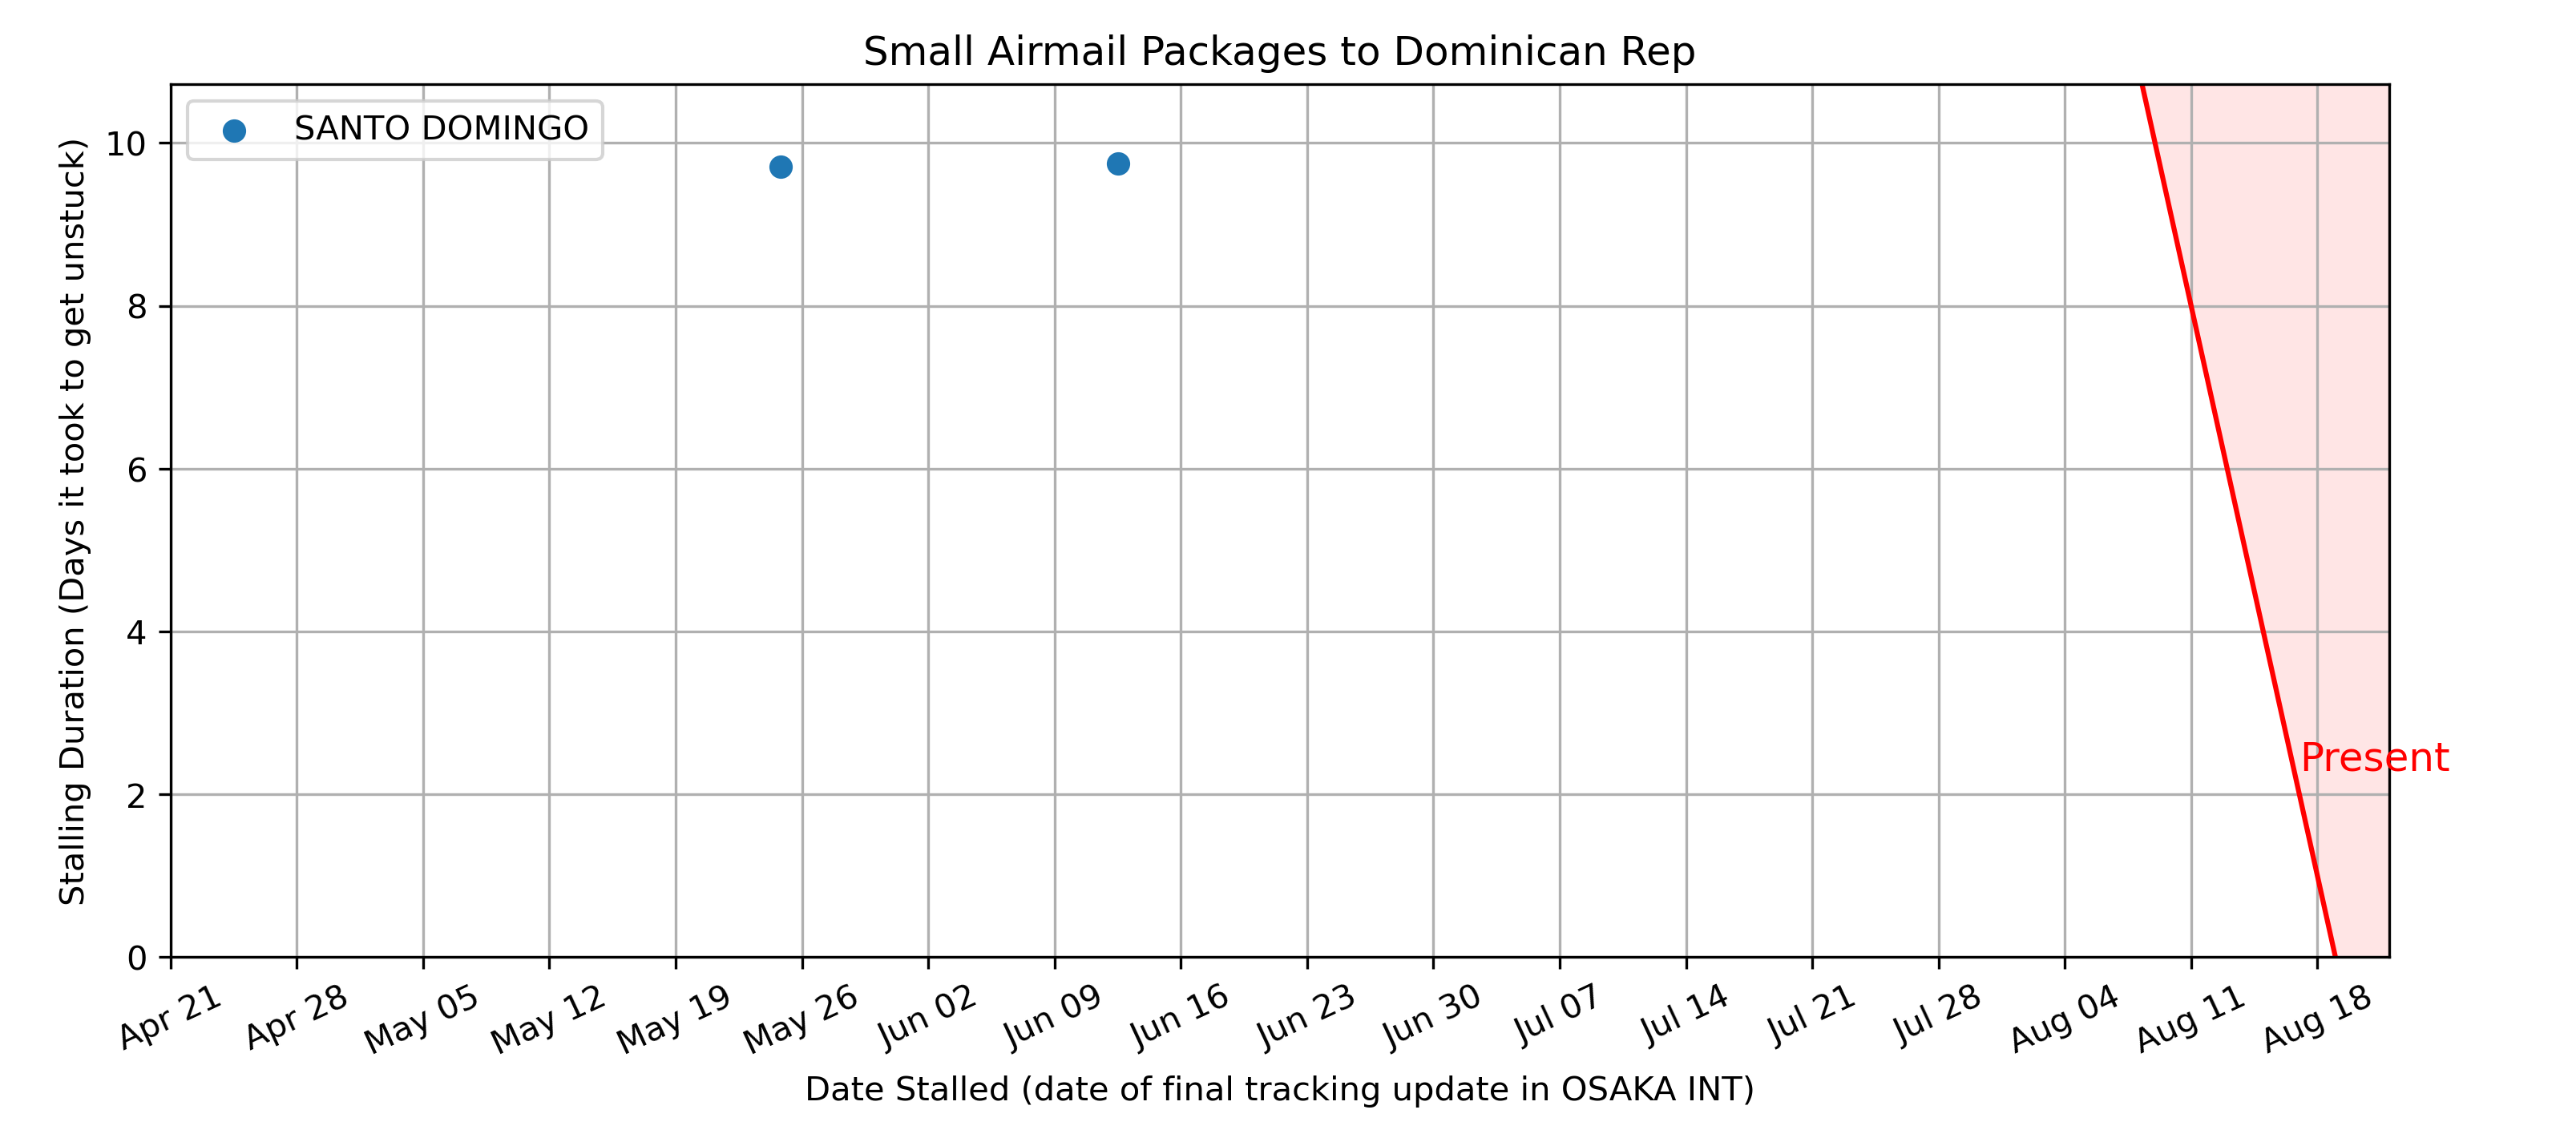 Small Airmail Packages to Dominican Rep
SANTO DOMINGO
Stalling Duration (Days it took to get unstuck)
10
8
6
4
2
0
Present
Apr 21
Apr 28
May 05
May 12
May 19
May 26
Jun 02
Jun 09
Jun 16
Jun 23
Jun 30
Jul 07
Jul 14
Jul 21
Jul 28
Aug 04
Aug 11
Aug 18
Date Stalled (date of final tracking update in OSAKA INT)